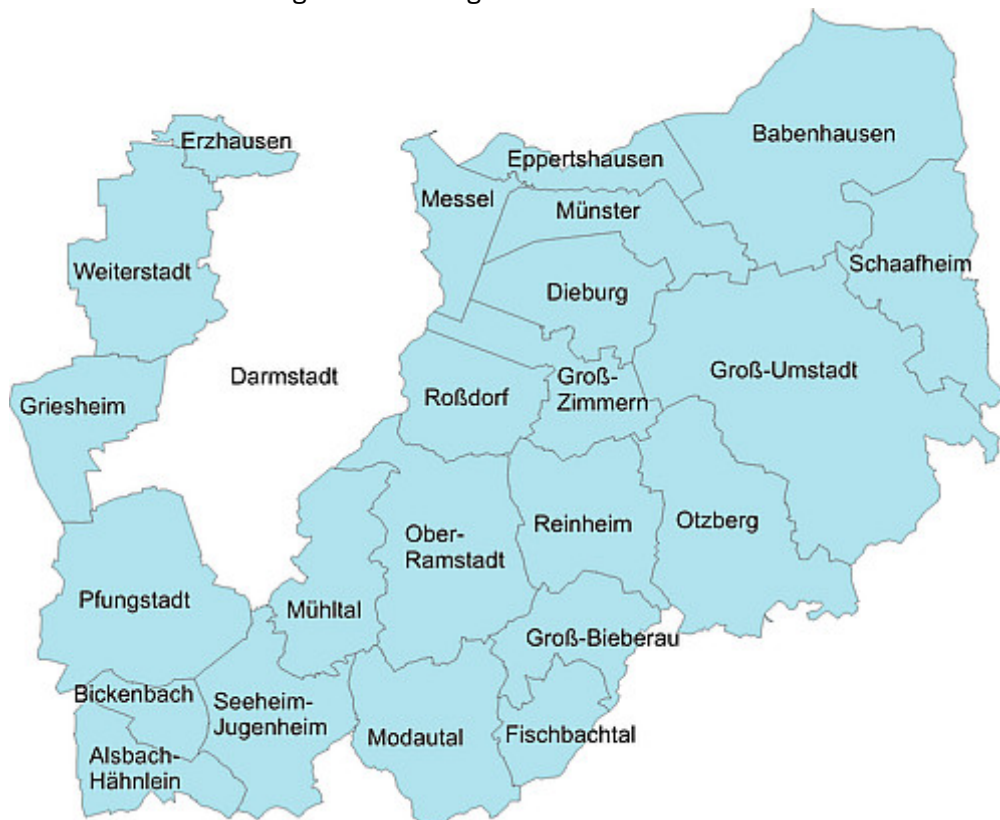 Babenhausen
Erzhausen
Eppertshausen
Messel
Münster
Schaafheim
Weiterstadt
Dieburg
Darmstadt
Groß-
Zimmern
Groß-Umstadt
Roßdorf
Griesheim
Reinheim
Otzberg
Ober-
Ramstadt
Pfungstadt
Mühltal
Groß-Bieberau
Bickenbach
Seeheim-
Jugenheim
Modautal
Fischbachtal
Alsbach-
Hähnlein